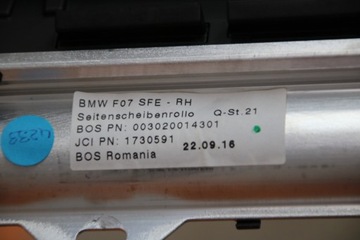 BMW F07 SFE - RH
Seitenscheibenrollo Q-St.21
BOS PN: 003020014301
JCI PN: 1730591 22.09.16
BOS Romania